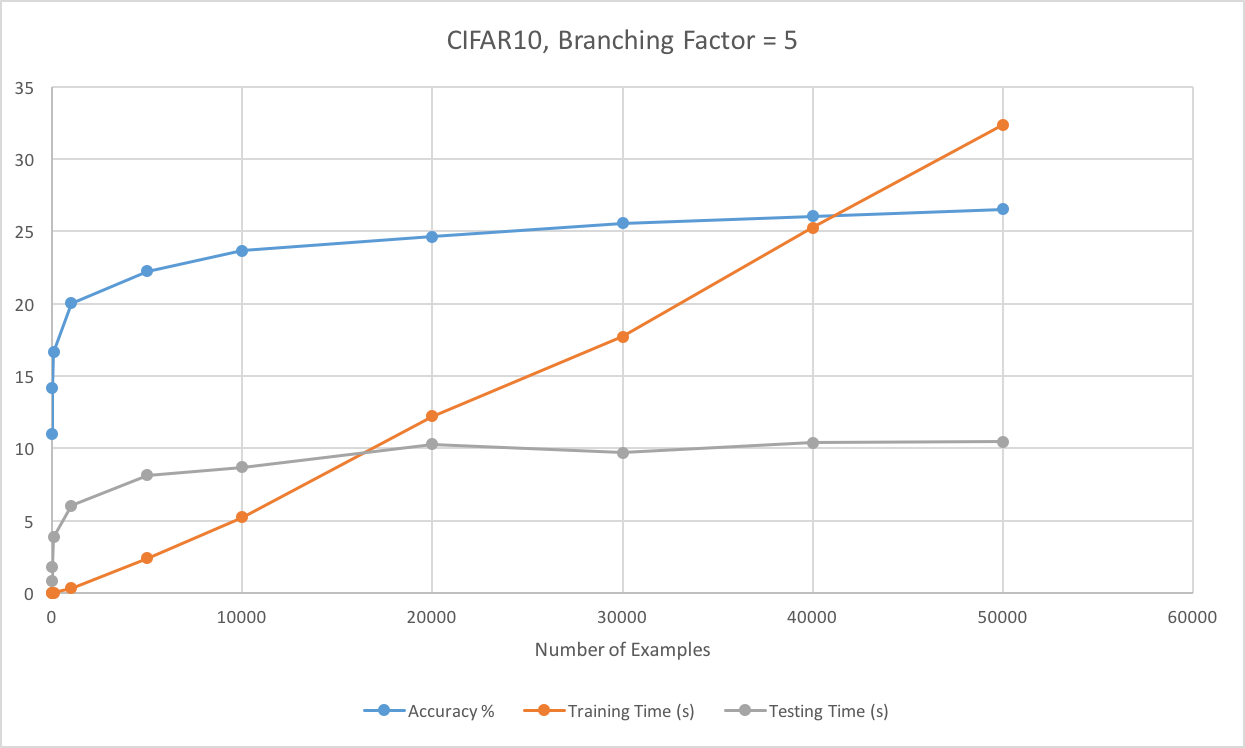 CIFAR10, Branching Factor = 5
35
30
25
20
15
10
5
0
0 10000 20000 30000 40000 50000 60000
Number of Examples
Accuracy % Training Time (s) Testing Time (s)